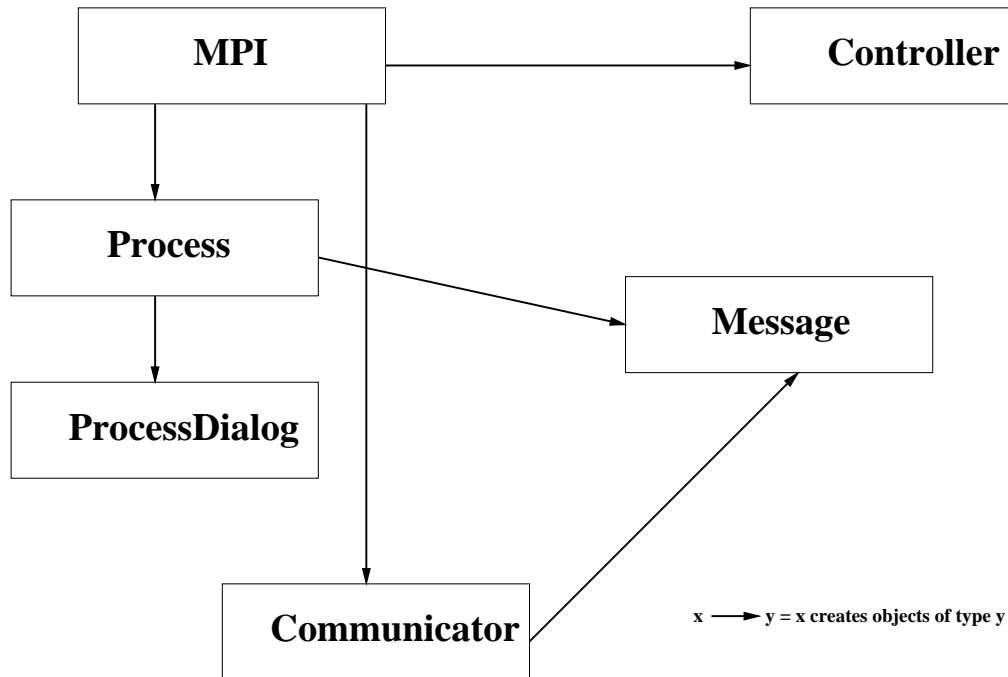 MPI
Controller
Process
Message
ProcessDialog
Communicator
x y = x creates objects of type y